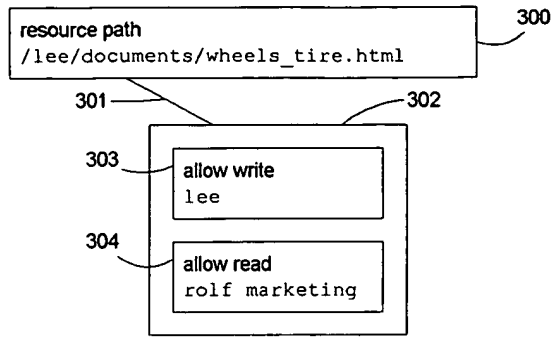 resource path
300
/lee/documents/wheels_tire.html
301
302
303
allow write
lee
304
allow read
rolf marketing